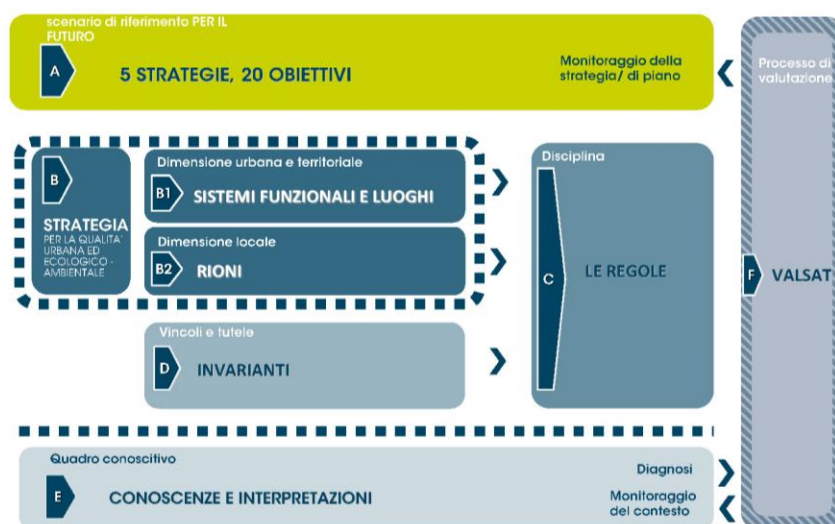 scenario di riferimento PER IL
FUTURO
A
5 STRATEGIE, 20 OBIETTIVI
Monitoraggio della
strategia/ di piano
Processo di
valutazione
B
STRATEGIA
PER LA QUALITA'
URBANA ED
ECOLOGICO -
AMBIENTALE
Dimensione urbana e territoriale
B1
SISTEMI FUNZIONALI E LUOGHI
Dimensione locale
B2
RIONI
Vincoli e tutele
D
INVARIANTI
Disciplina
C
LE REGOLE
F
VALSAT
Quadro conoscitivo
E
CONOSCENZE E INTERPRETAZIONI
Diagnosi
Monitoraggio
del contesto